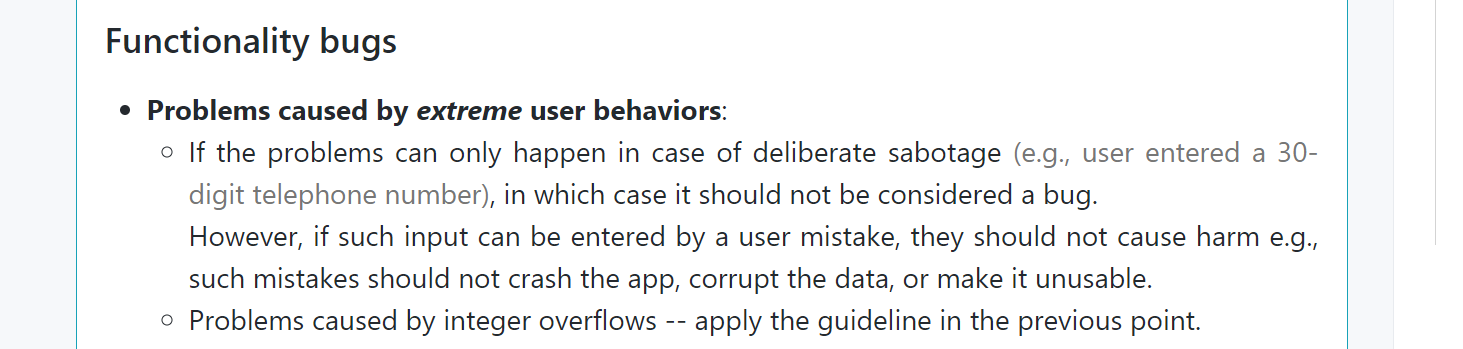 Functionality bugs
• Problems caused by extreme user behaviors:
○ If the problems can only happen in case of deliberate sabotage (e.g., user entered a 30-
digit telephone number), in which case it should not be considered a bug.
However, if such input can be entered by a user mistake, they should not cause harm e.g.,
such mistakes should not crash the app, corrupt the data, or make it unusable.
○ Problems caused by integer overflows -- apply the guideline in the previous point.